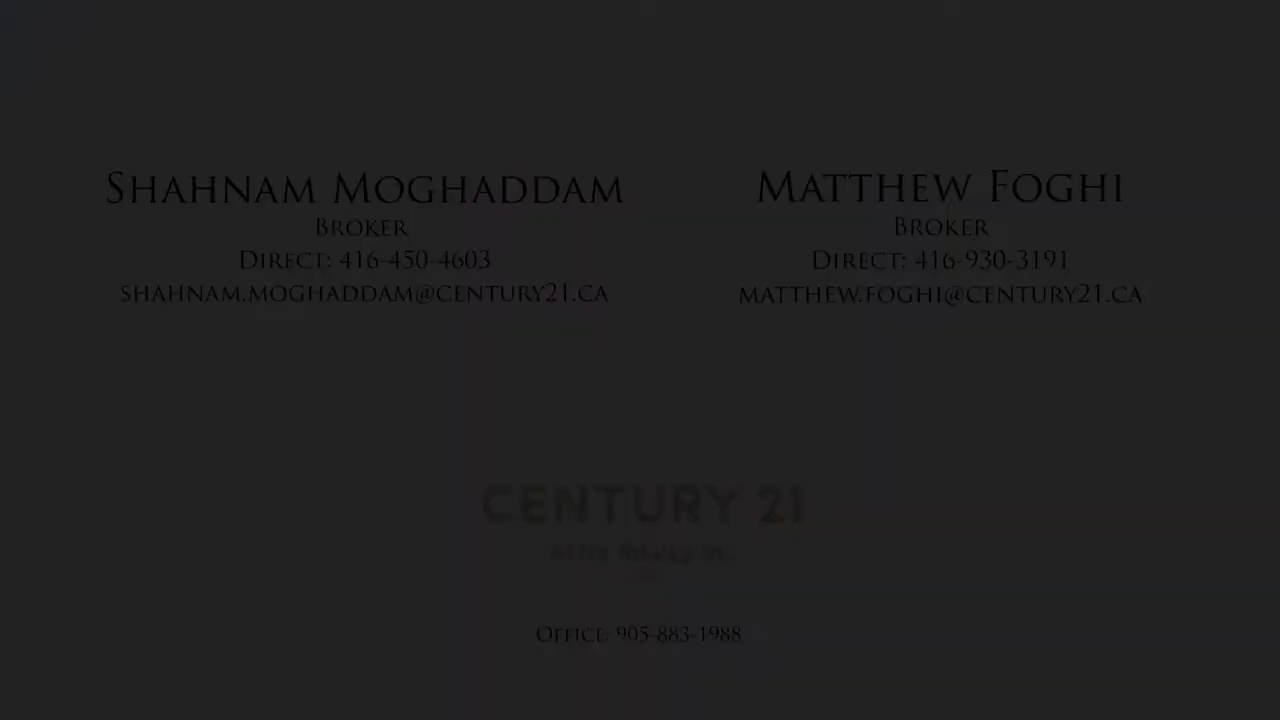 Shahnam Moghaddam
Broker
Direct: 416-450-4603
shahnam.moghaddam@century21.ca
Matthew Foghi
Broker
Direct: 416-930-3191
matthew.foghi@century21.ca
CENTURY 21
Office: 905-883-1988